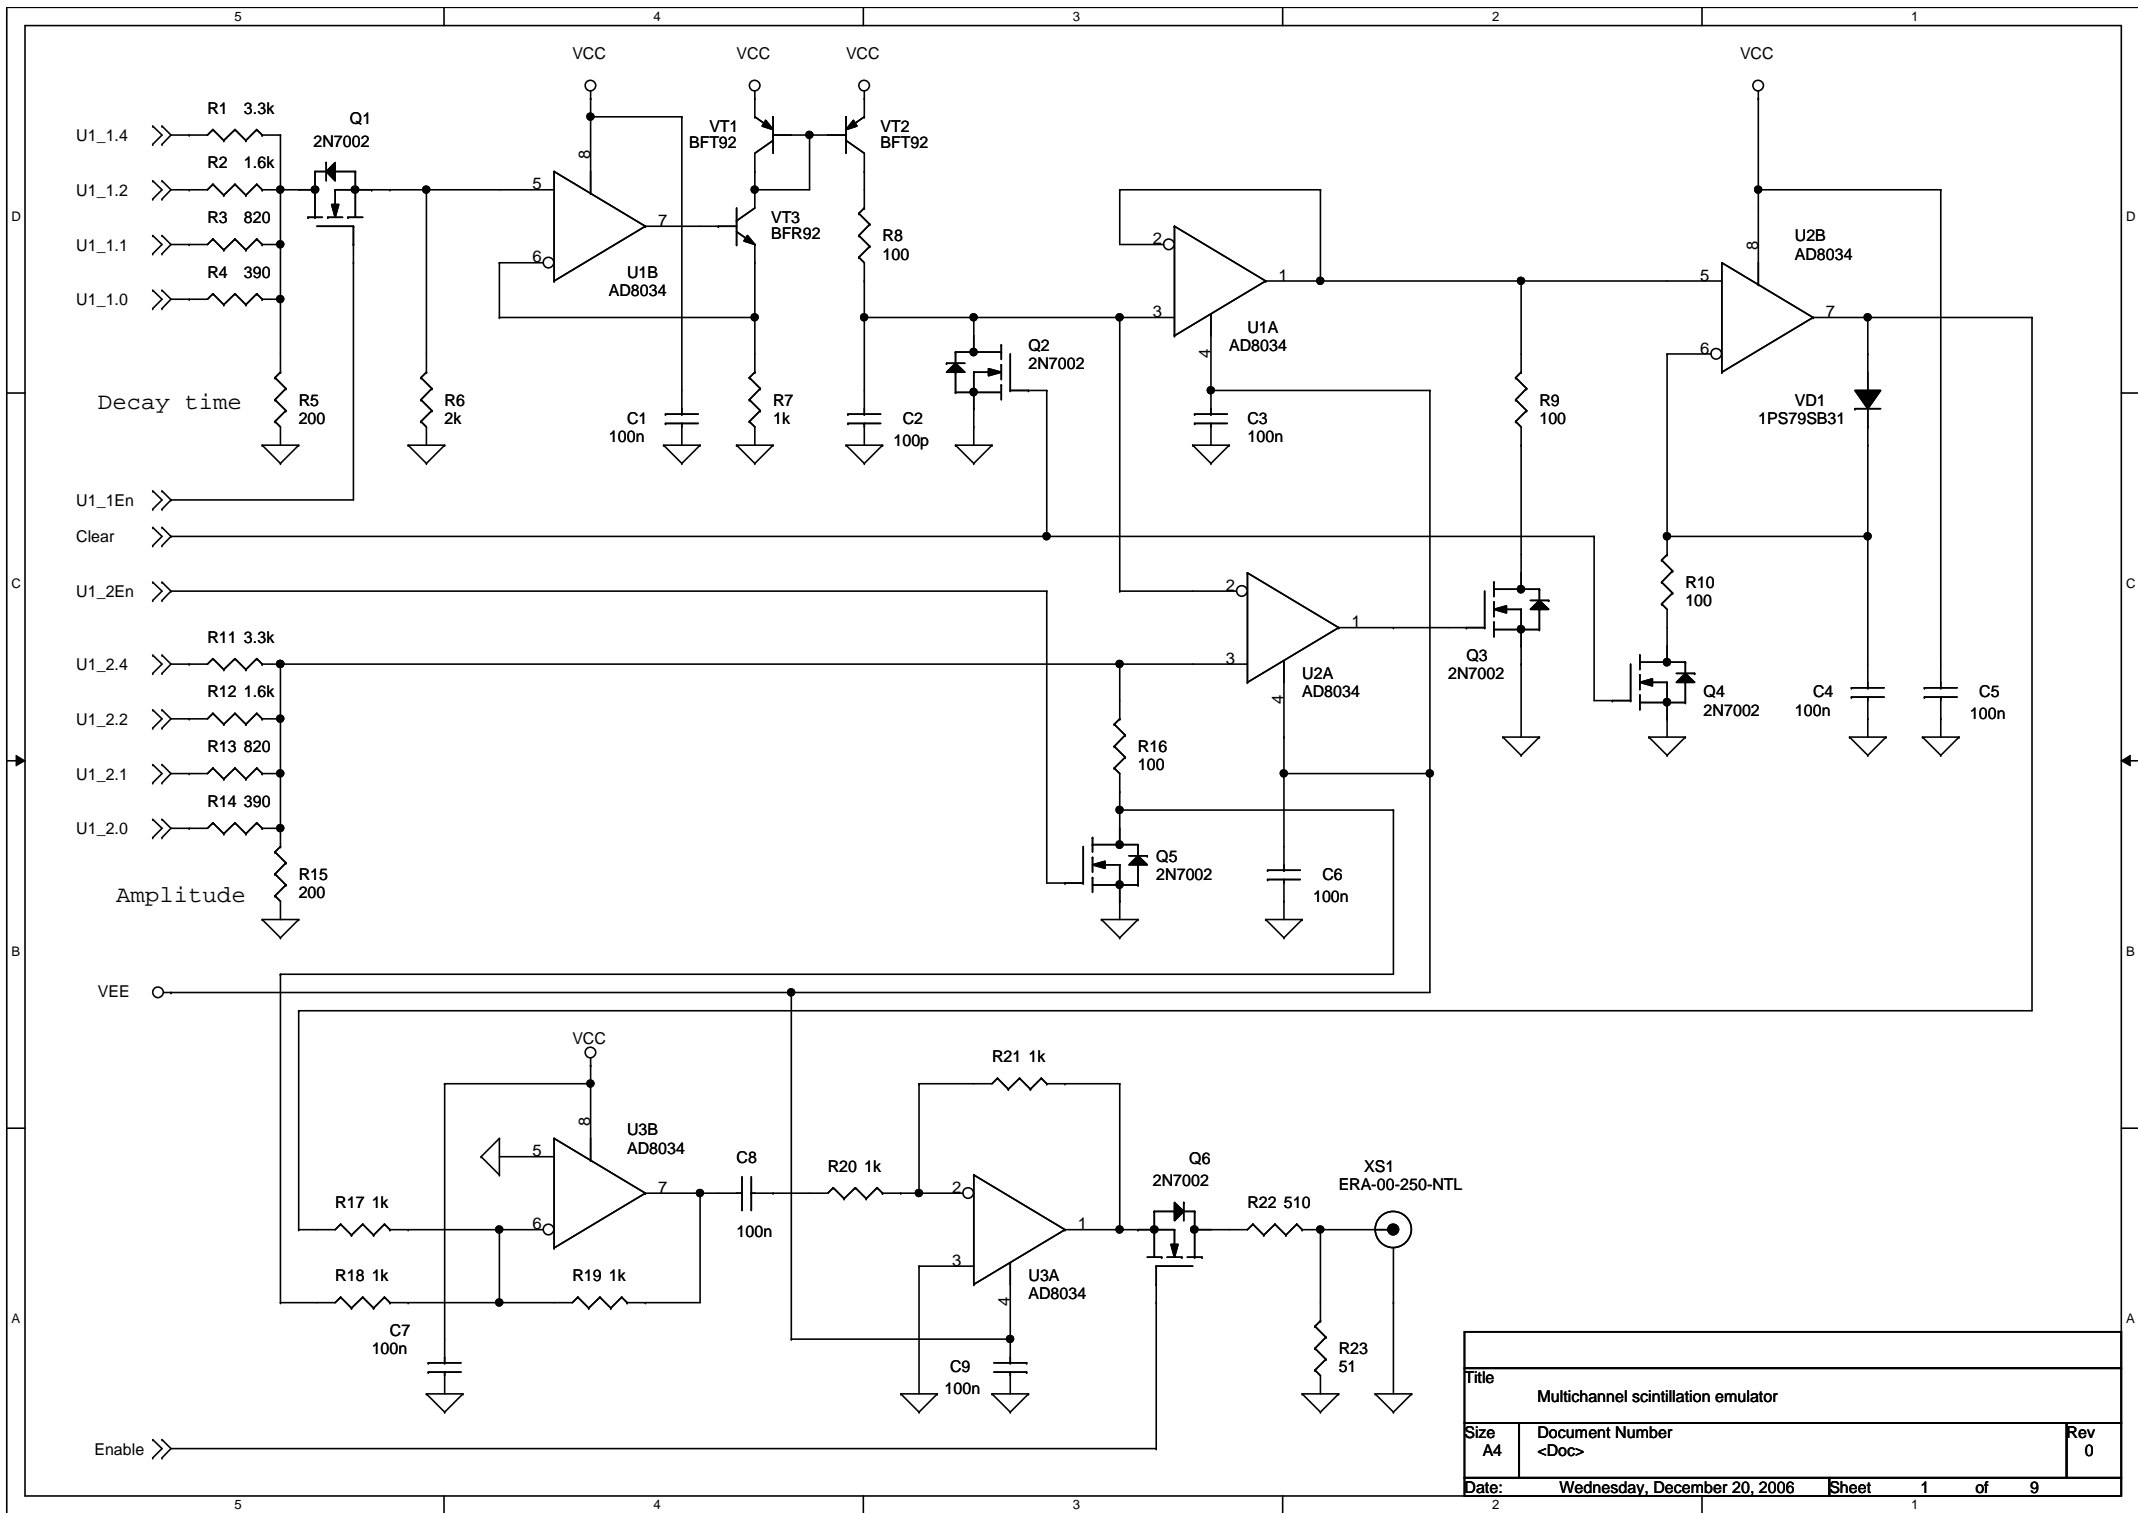 5 4 3 2 1
VCC VCC VCC VCC
R1 3.3k
U1_1.4
Q1
2N7002
R2 1.6k
U1_1.2
R3 820
U1_1.1
R4 390
U1_1.0
8
5
7
6
U1B
AD8034
VT1
BFT92
VT2
BFT92
VT3
BFR92
R8
100
D D
2
3
1
4
U1A
AD8034
U2B
AD8034
8
5
7
6
Decay time
R5
200
R6
2k
C1
100n
R7
1k
C2
100p
Q2
2N7002
C3
100n
R9
100
VD1
1PS79SB31
U1_1En
Clear
U1_2En
C C
2
3
1
4
U2A
AD8034
R10
100
R11 3.3k
U1_2.4
R12 1.6k
U1_2.2
R13 820
U1_2.1
R14 390
U1_2.0
Q3
2N7002
Q4
2N7002
C4
100n
C5
100n
R16
100
R15
200
Amplitude
Q5
2N7002
C6
100n
B B
VEE
VCC
R21 1k
8
U3B
AD8034
5
7
6
C8
100n
R20 1k
2
3
1
4
U3A
AD8034
Q6
2N7002
R22 510
XS1
ERA-00-250-NTL
R17 1k
R18 1k
R19 1k
C7
100n
C9
100n
R23
51
A A
Enable
Title
Multichannel scintillation emulator
Size
A4
Document Number
<Doc>
Rev
0
Date: Wednesday, December 20, 2006 Sheet 1 of 9
5 4 3 2 1